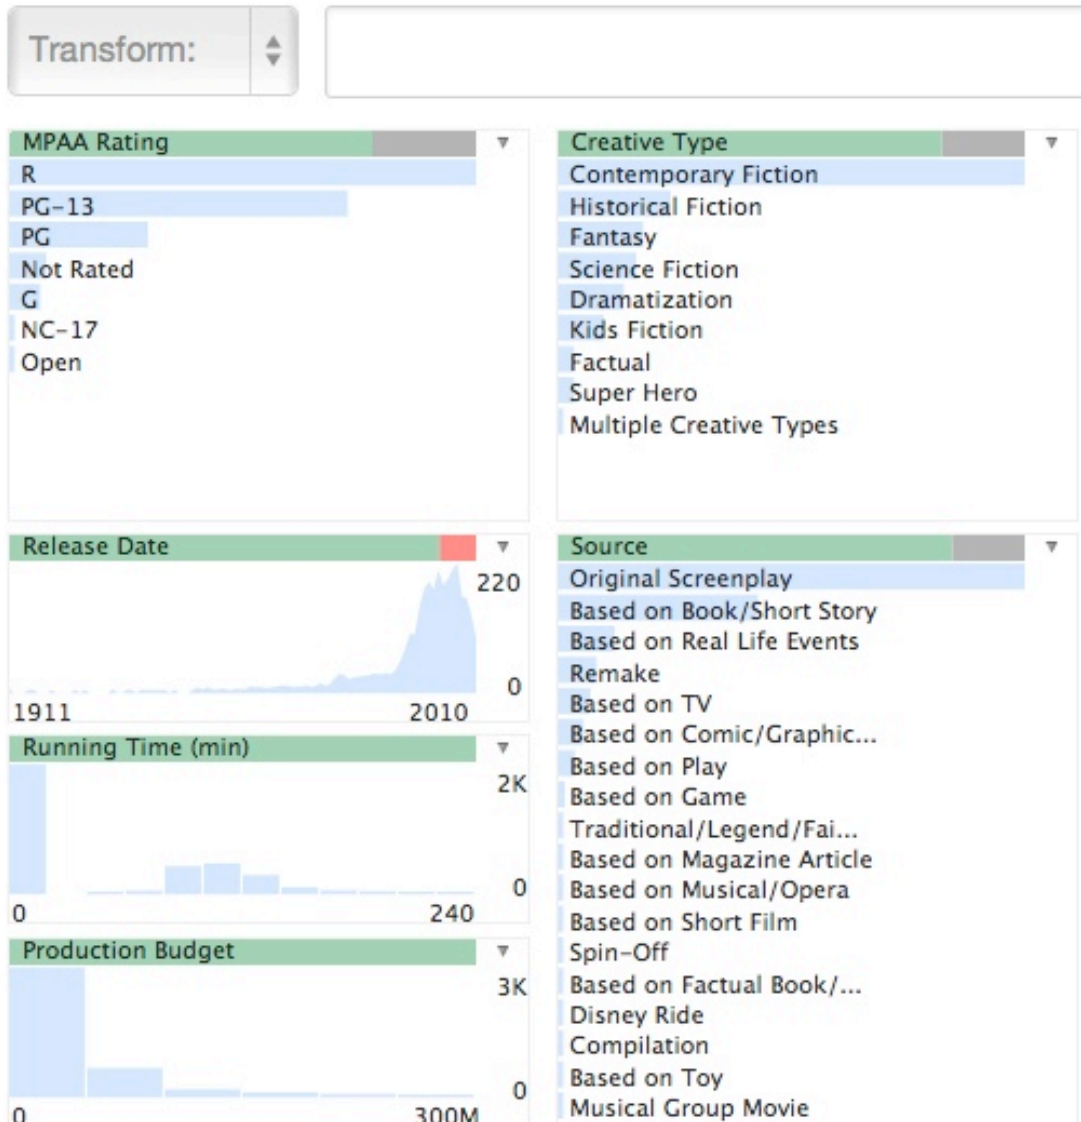 Transform:
MPAA Rating
R
PG-13
PG
Not Rated
G
NC-17
Open
Creative Type
Contemporary Fiction
Historical Fiction
Fantasy
Science Fiction
Dramatization
Kids Fiction
Factual
Super Hero
Multiple Creative Types
Release Date
220
0
1911 2010
Running Time (min)
2K
0
0 240
Production Budget
3K
0
0 300M
Source
Original Screenplay
Based on Book/Short Story
Based on Real Life Events
Remake
Based on TV
Based on Comic/Graphic...
Based on Play
Based on Game
Traditional/Legend/Fai...
Based on Magazine Article
Based on Musical/Opera
Based on Short Film
Spin-Off
Based on Factual Book/...
Disney Ride
Compilation
Based on Toy
Musical Group Movie